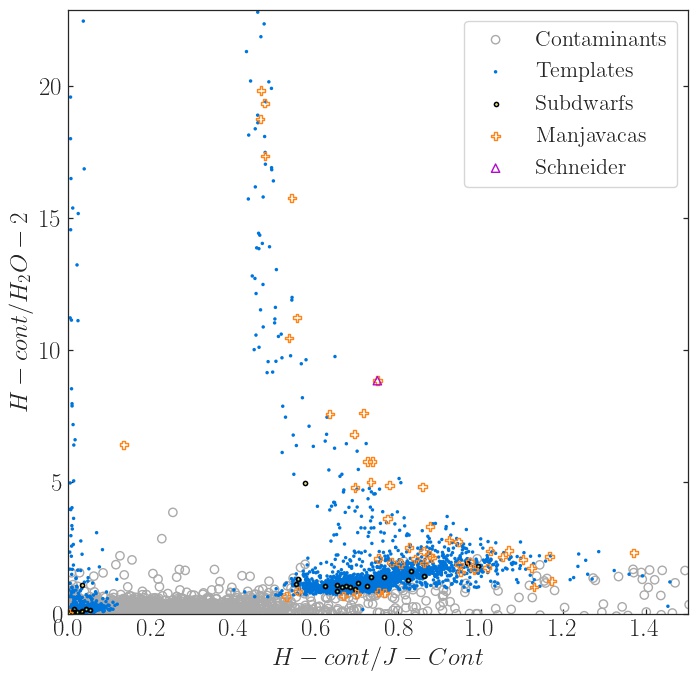 Contaminants
Templates
Subdwarfs
Manjavacas
Schneider
20
15
10
5
0
H − cont/H₂O − 2
0.0 0.2 0.4 0.6 0.8 1.0 1.2 1.4
H − cont/J − Cont